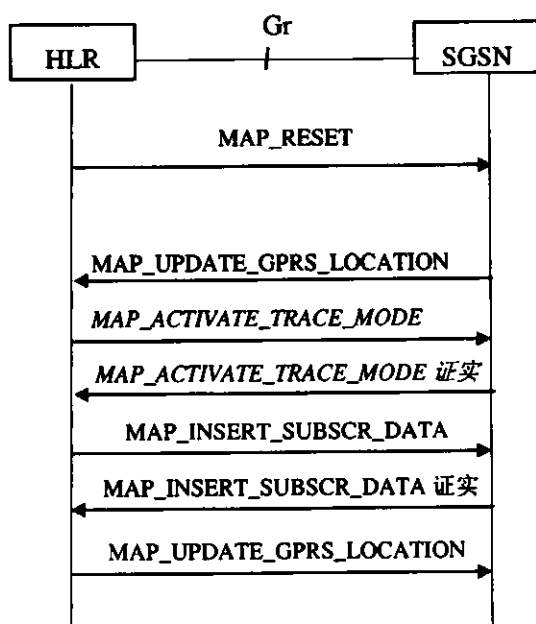 Gr
HLR
SGSN
MAP_RESET
MAP_UPDATE_GPRS_LOCATION
MAP_ACTIVATE_TRACE_MODE
MAP_ACTIVATE_TRACE_MODE 证实
MAP_INSERT_SUBSCR_DATA
MAP_INSERT_SUBSCR_DATA 证实
MAP_UPDATE_GPRS_LOCATION